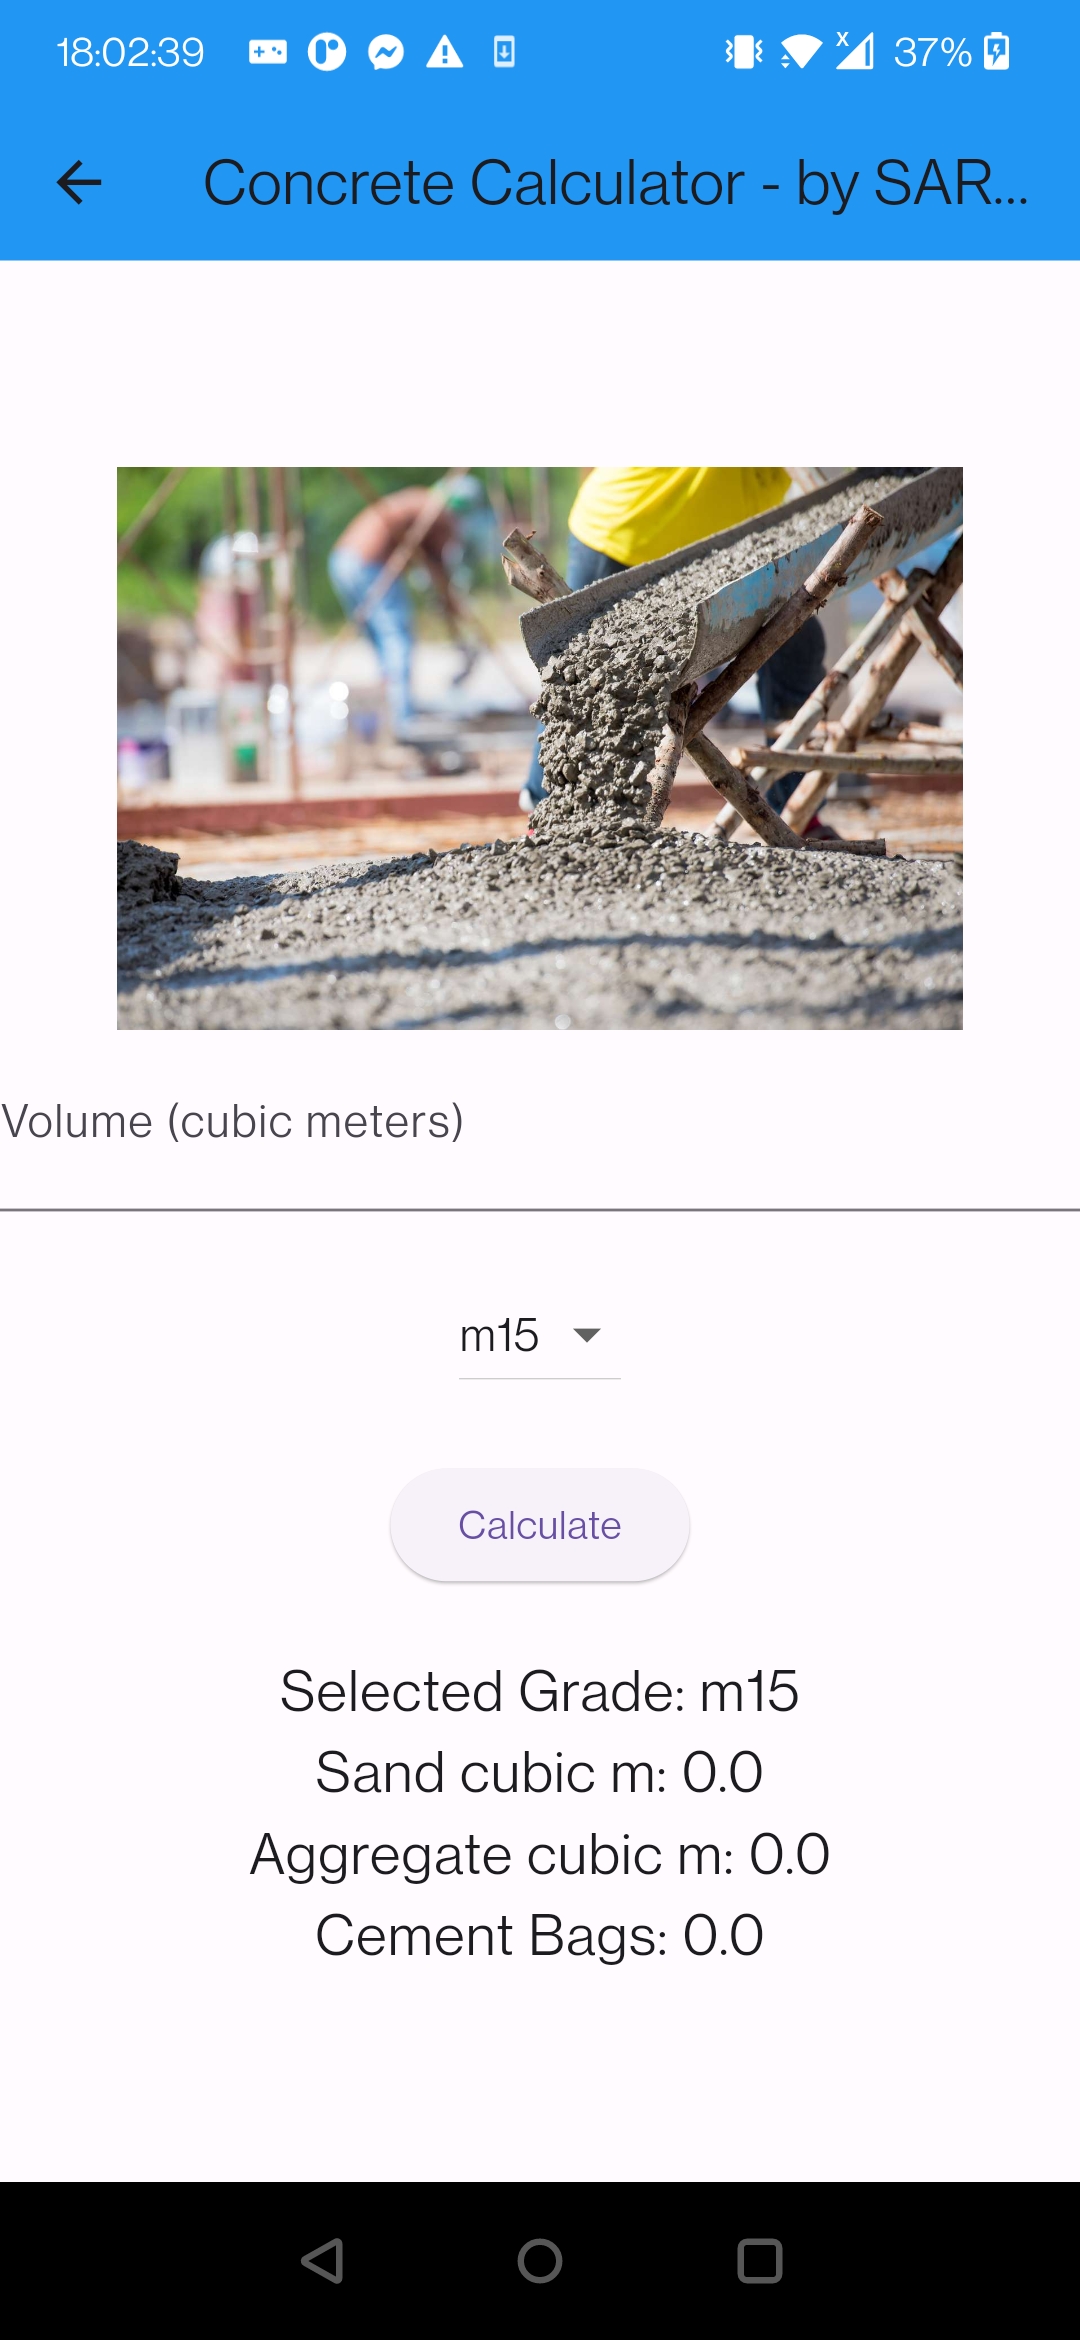 18:02:39 37%
Concrete Calculator - by SAR...
Volume (cubic meters)
m15
Calculate
Selected Grade: m15
Sand cubic m: 0.0
Aggregate cubic m: 0.0
Cement Bags: 0.0